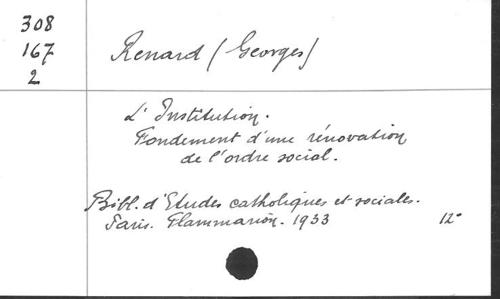 308
167
2
Renard (Georges)
L'Institution.
Fondement d'une rénovation
de l'ordre social.
Bibl. d'Etudes catholiques et sociales.
Paris. Flammarion. 1933 12°